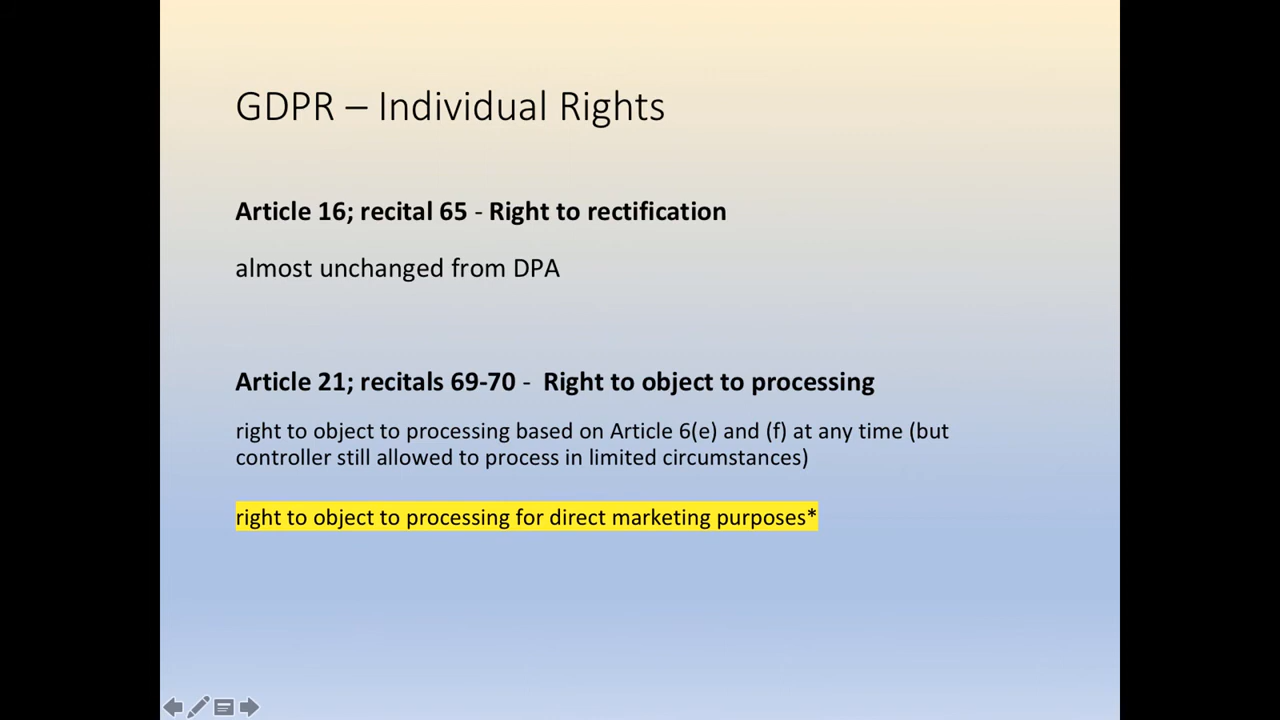 GDPR – Individual Rights
Article 16; recital 65 - Right to rectification
almost unchanged from DPA
Article 21; recitals 69-70 -  Right to object to processing
right to object to processing based on Article 6(e) and (f) at any time (but
controller still allowed to process in limited circumstances)
right to object to processing for direct marketing purposes*